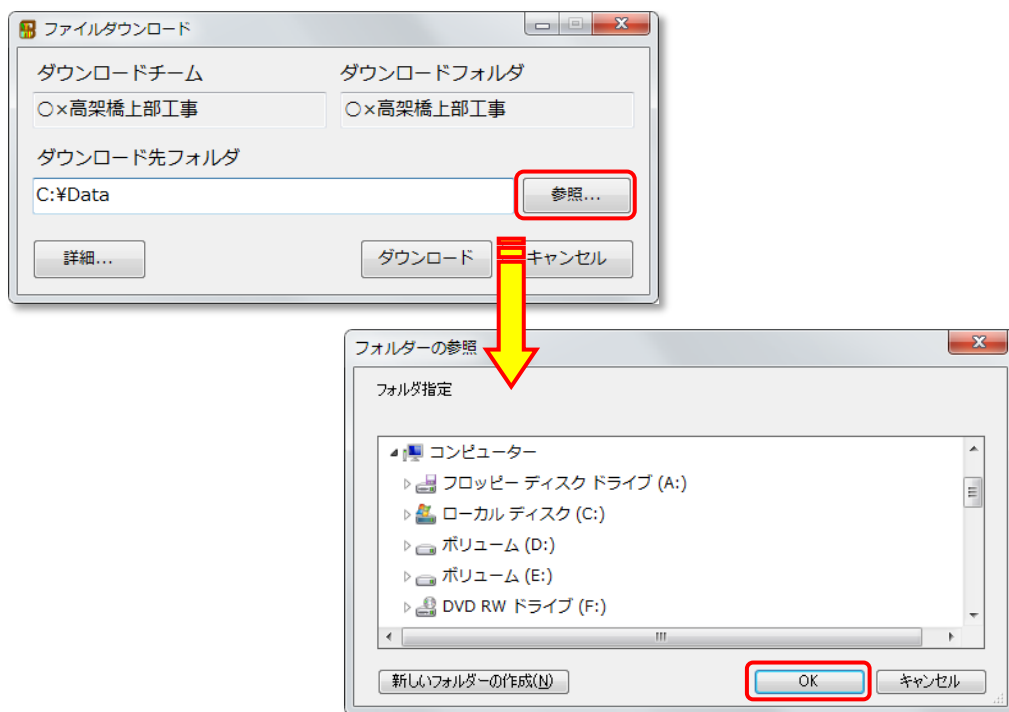 ファイルダウンロード
ダウンロードチーム ダウンロードフォルダ
○×高架橋上部工事 ○×高架橋上部工事
ダウンロード先フォルダ
C:¥Data 参照...
詳細... ダウンロード キャンセル
フォルダーの参照
フォルダ指定
コンピューター
フロッピー ディスク ドライブ (A:)
ローカル ディスク (C:)
ボリューム (D:)
ボリューム (E:)
DVD RW ドライブ (F:)
新しいフォルダーの作成(N) OK キャンセル